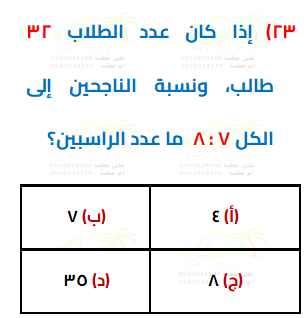 ٢٣) إذا كان عدد الطلاب ٣٢
طالب، ونسبة الناجحين إلى
الكل ٧ : ٨ ما عدد الراسبين؟
(أ) ٤
(ب) ٧
(ج) ٨
(د) ٣٥